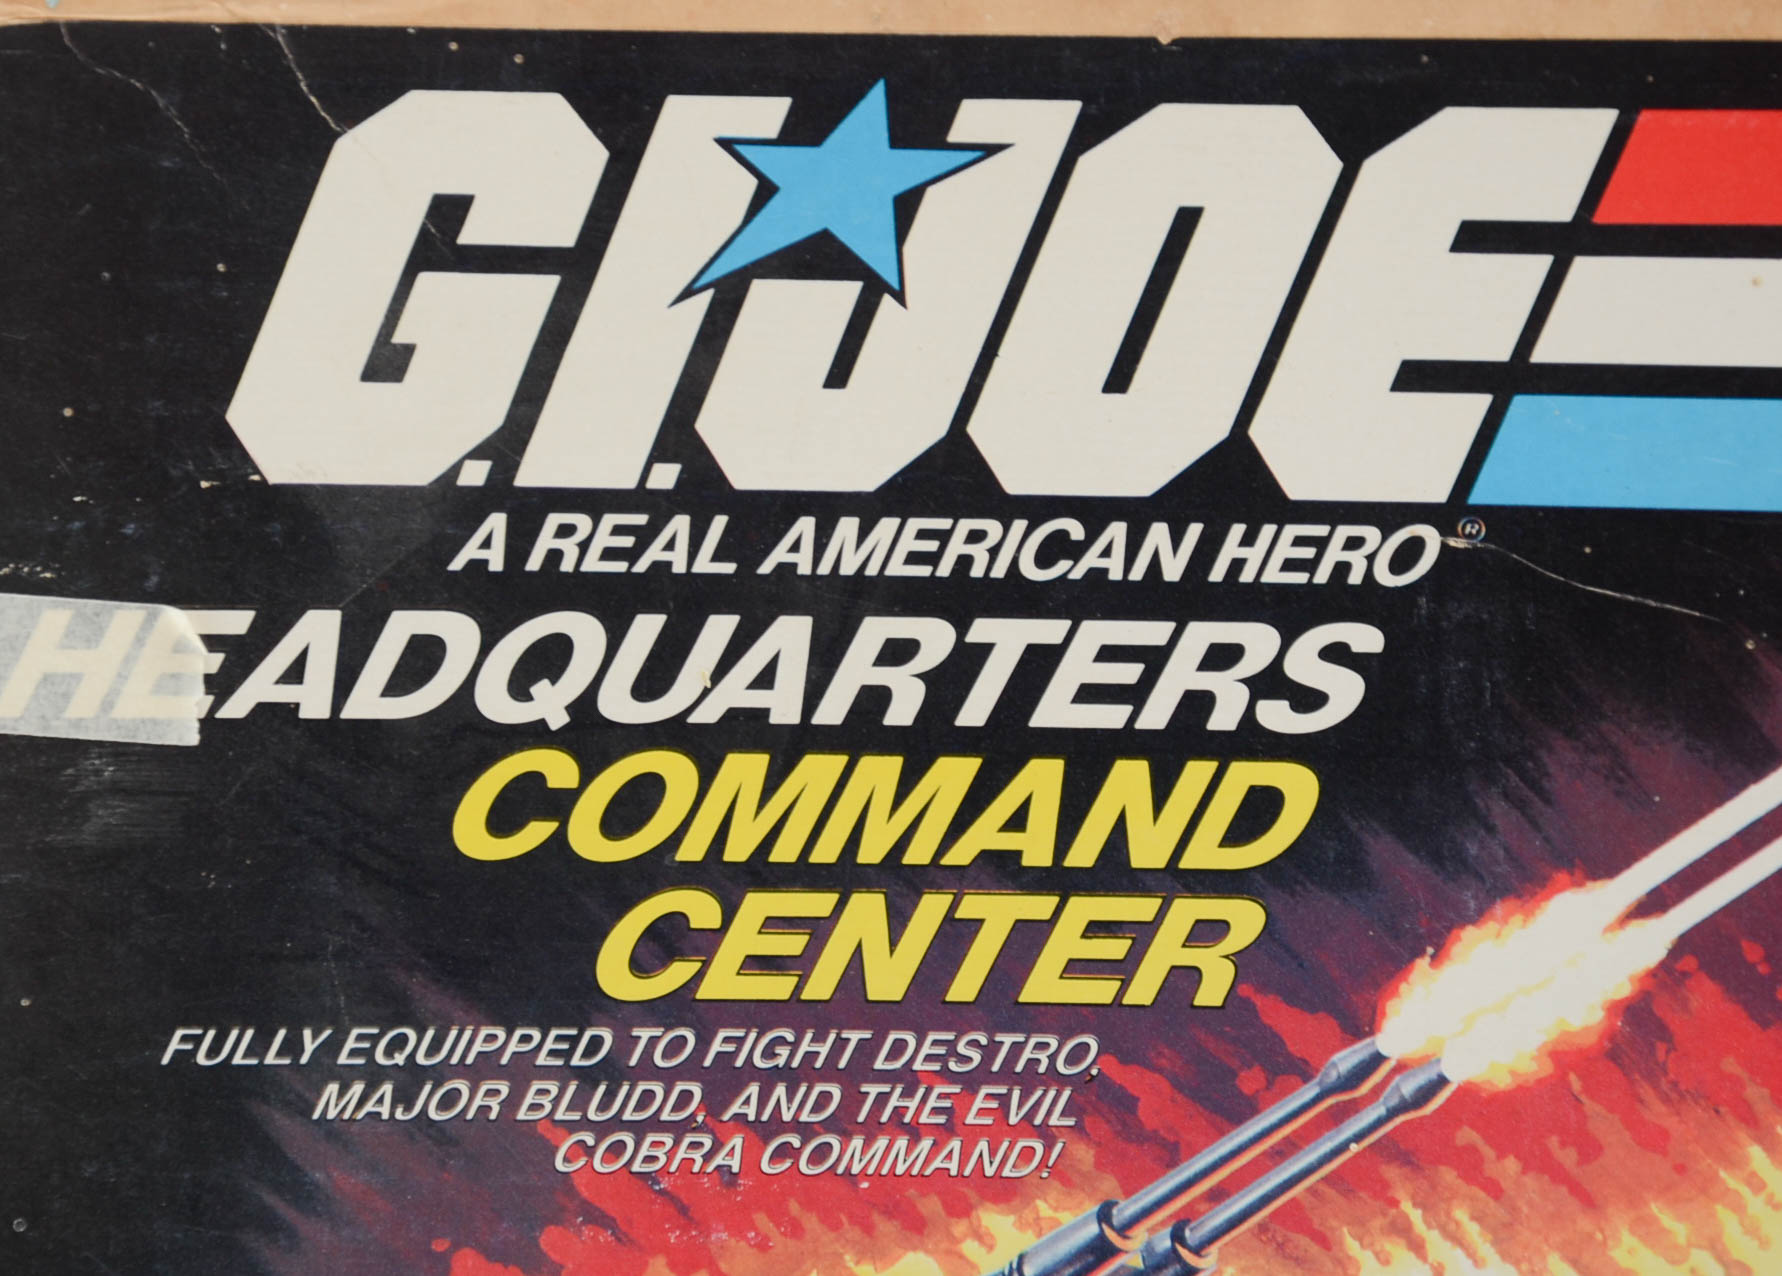 G.I. JOE
A REAL AMERICAN HERO®
HEADQUARTERS
COMMAND
CENTER
FULLY EQUIPPED TO FIGHT DESTRO,
MAJOR BLUDD, AND THE EVIL
COBRA COMMAND!